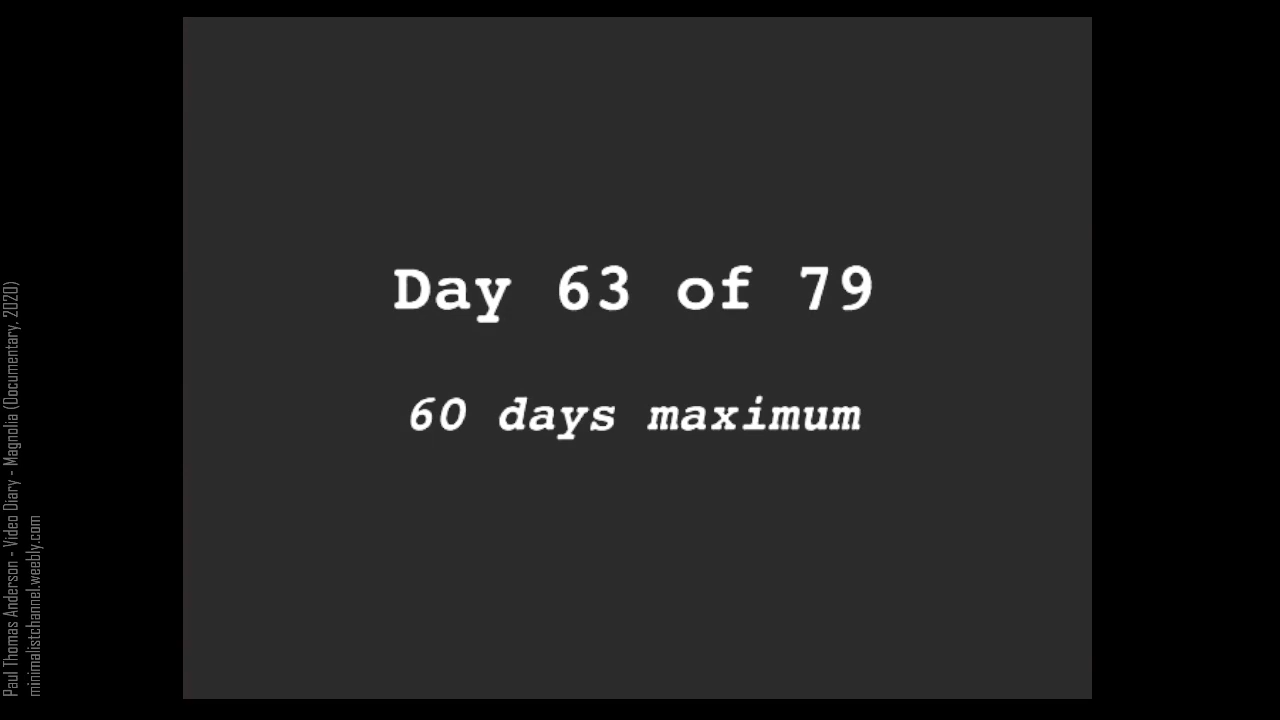 Day 63 of 79
60 days maximum
Paul Thomas Anderson - Video Diary - Magnolia (Documentary, 2020)
minimalistchannel.weebly.com